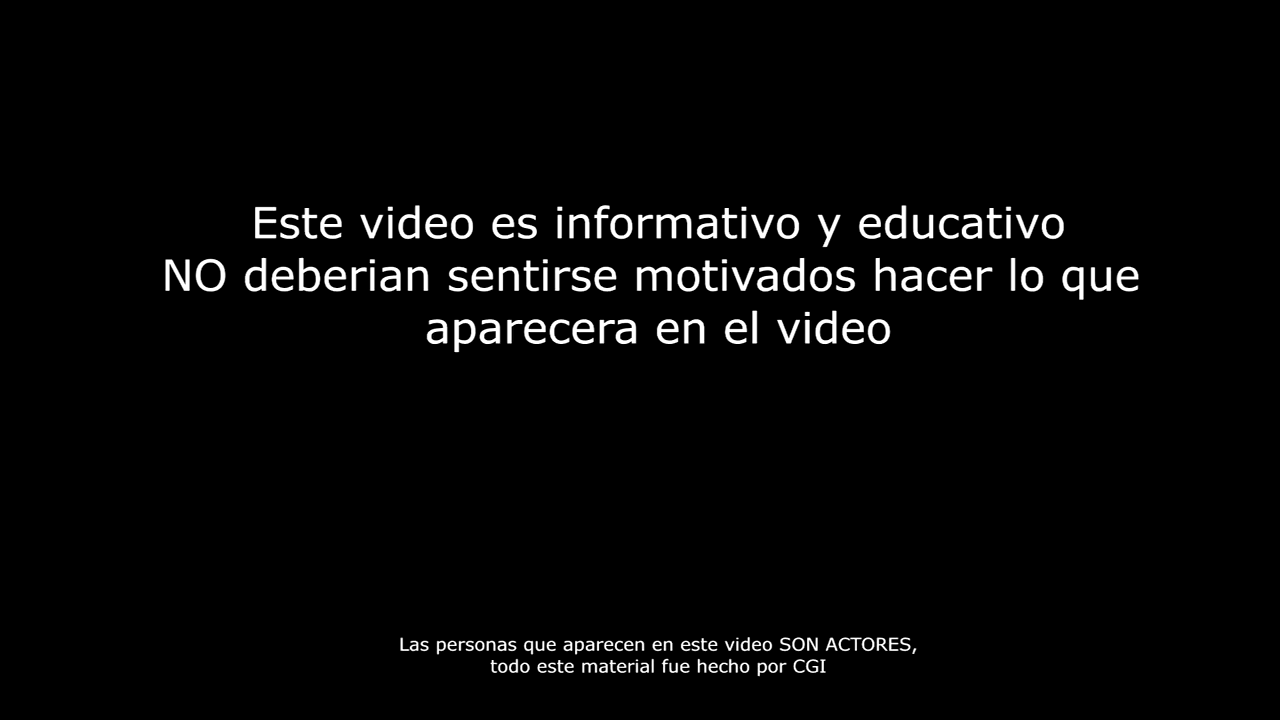 Este video es informativo y educativo
NO deberian sentirse motivados hacer lo que
aparecera en el video
Las personas que aparecen en este video SON ACTORES,
todo este material fue hecho por CGI